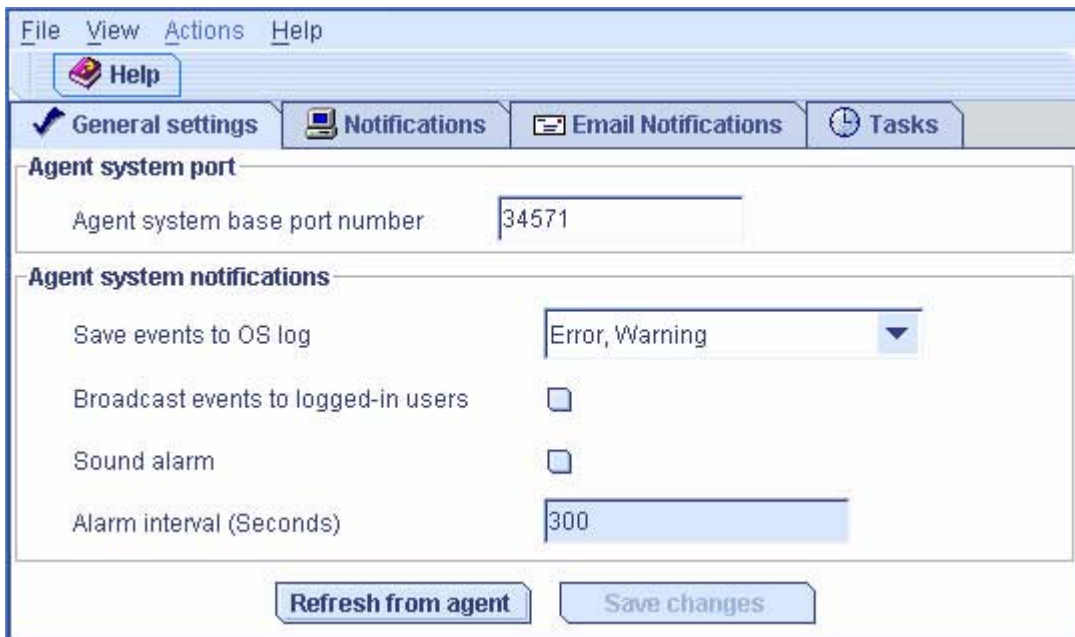 File View Actions Help
Help
General settings Notifications Email Notifications Tasks
Agent system port
Agent system base port number 34571
Agent system notifications
Save events to OS log Error, Warning
Broadcast events to logged-in users
Sound alarm
Alarm interval (Seconds) 300
Refresh from agent Save changes